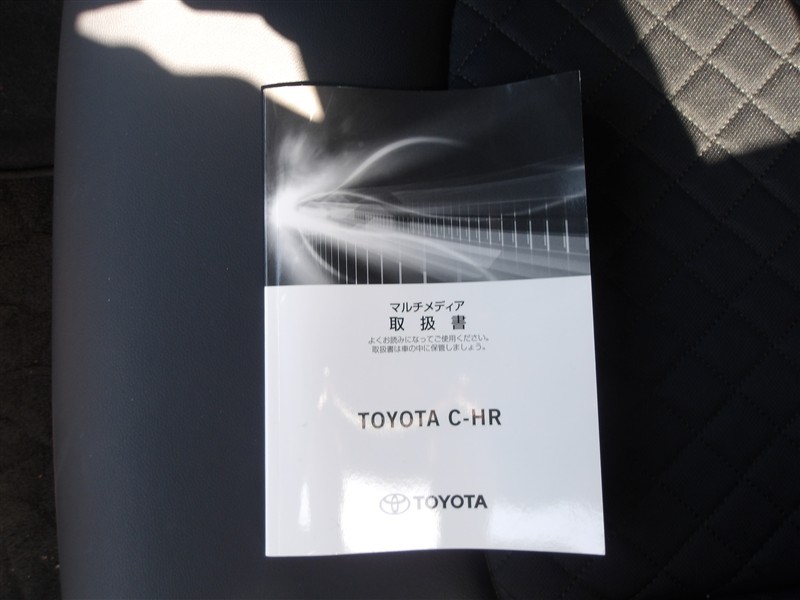 マルチメディア
取扱書
よくお読みになってご使用ください。
取扱書は車の中に保管しましょう。
TOYOTA C-HR
TOYOTA